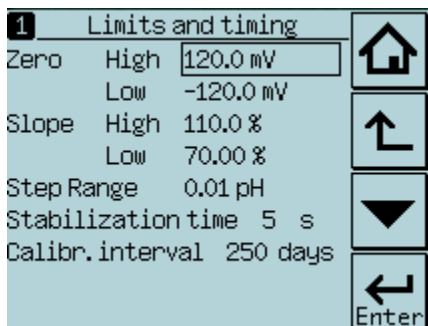 1 Limits and timing
Zero High 120.0 mV
Low -120.0 mV
Slope High 110.0 %
Low 70.00 %
Step Range 0.01 pH
Stabilization time 5 s
Calibr. interval 250 days
Enter